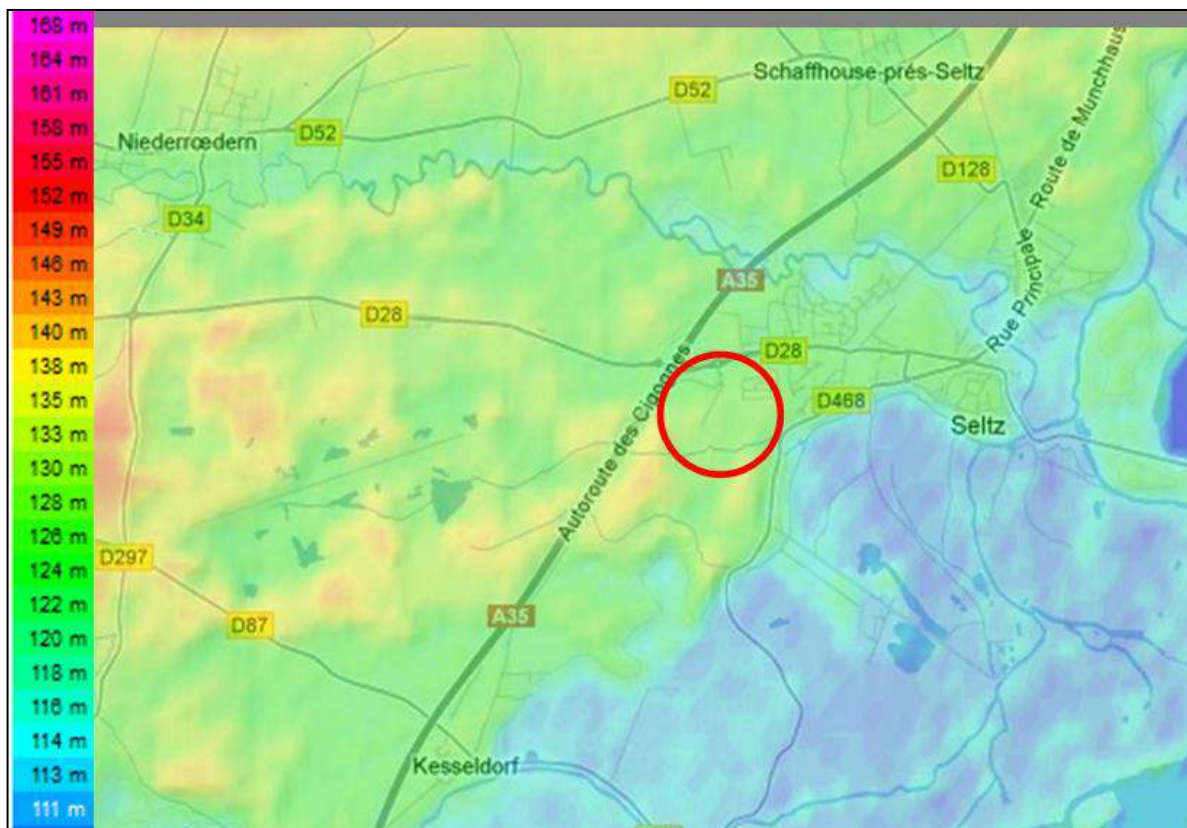 168 m
164 m
161 m
158 m
155 m
152 m
149 m
146 m
143 m
140 m
138 m
135 m
133 m
130 m
128 m
126 m
124 m
122 m
120 m
118 m
116 m
114 m
113 m
111 m
Schaffhouse-prés-Seltz
D52
Niederrœdern
D52
D128
Route de Munchhaus
D34
A35
Rue Principale
D28
D28
Autoroute des Cigognes
D468
Seltz
D297
A35
D87
Kesseldorf